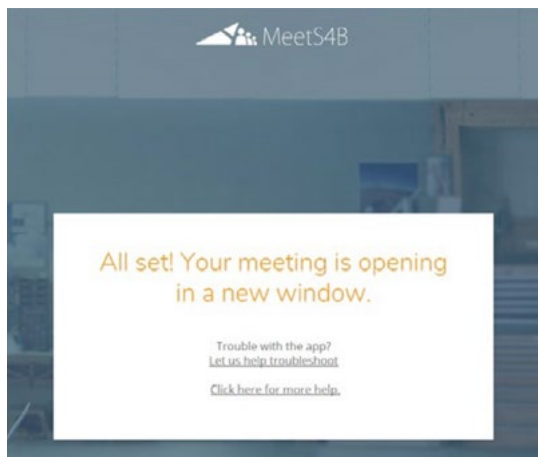 MeetS4B
All set! Your meeting is opening
in a new window.
Trouble with the app?
Let us help troubleshoot
Click here for more help.